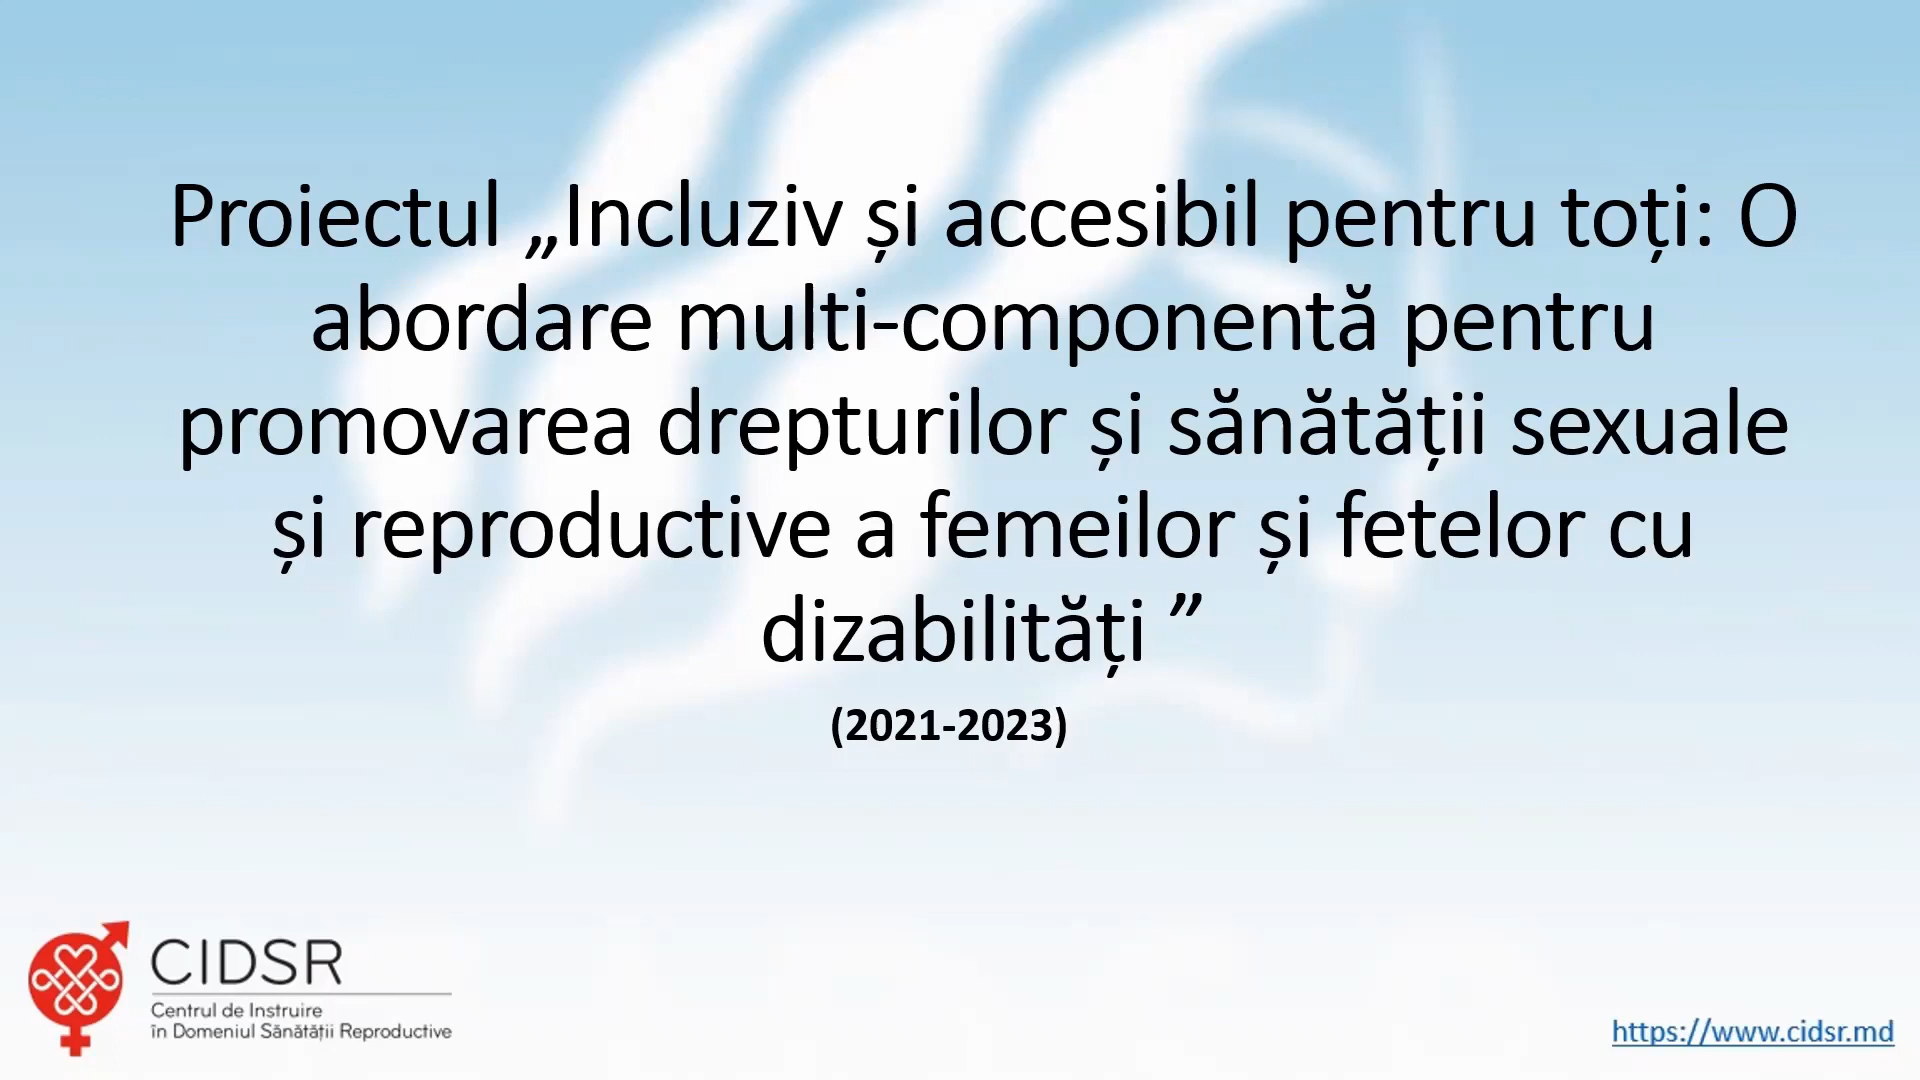 Proiectul „Incluziv și accesibil pentru toți: O
abordare multi-componentă pentru
promovarea drepturilor și sănătății sexuale
și reproductive a femeilor și fetelor cu
dizabilități ”
(2021-2023)
CIDSR
Centrul de Instruire
în Domeniul Sănătății Reproductive
https://www.cidsr.md